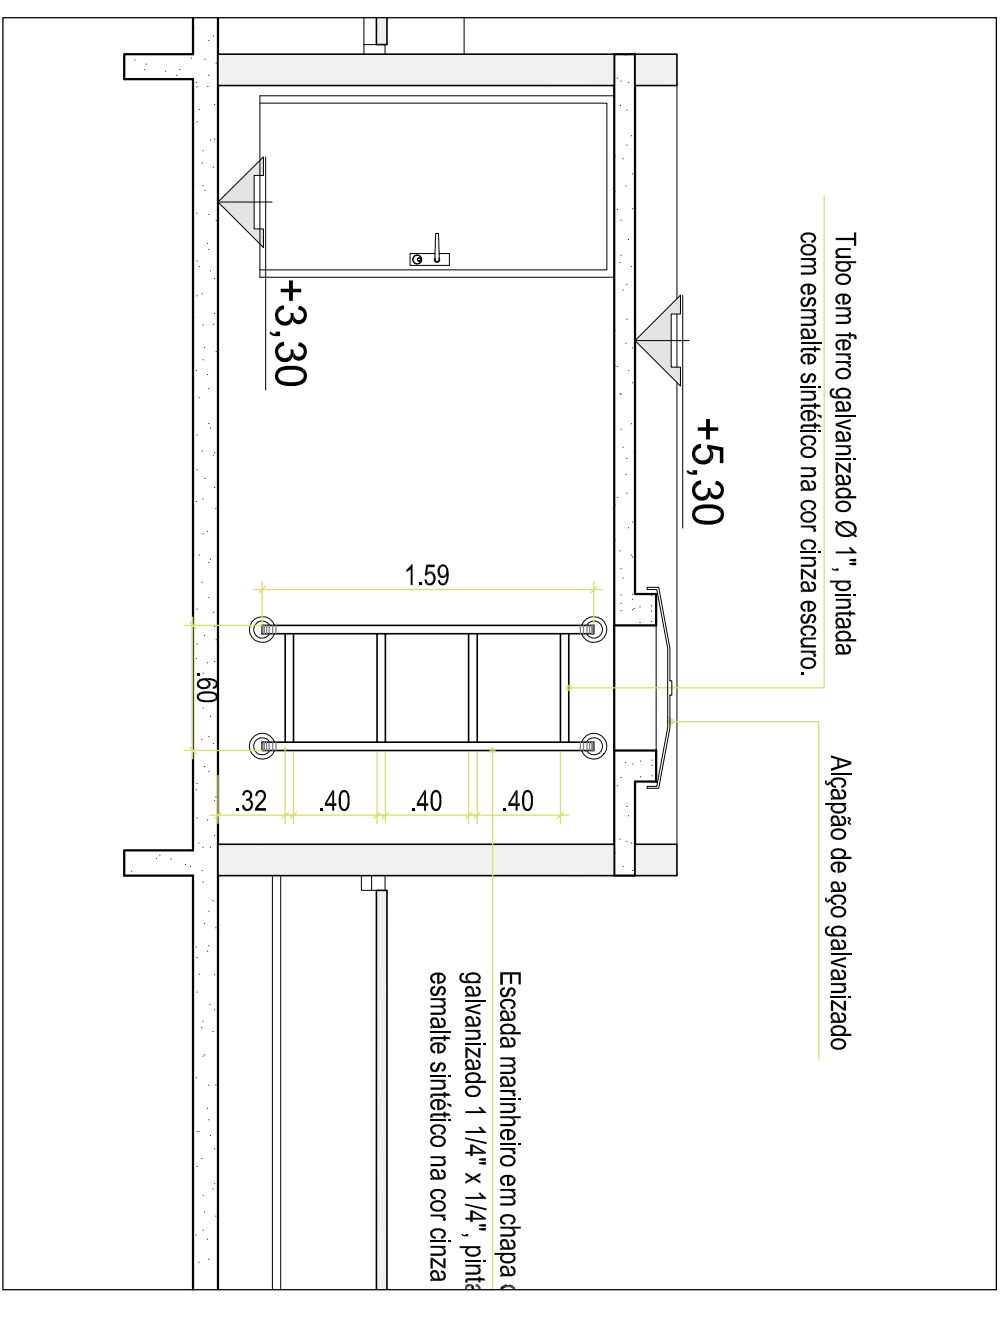 Tubo em ferro galvanizado Ø 1", pintada
com esmalte sintético na cor cinza escuro.
Alçapão de aço galvanizado
+5,30
+3,30
1.59
.60
.40
.40
.40
.32
Escada marinheiro em chapa
galvanizado 1 1/4" x 1/4",
esmalte sintético na cor cinza